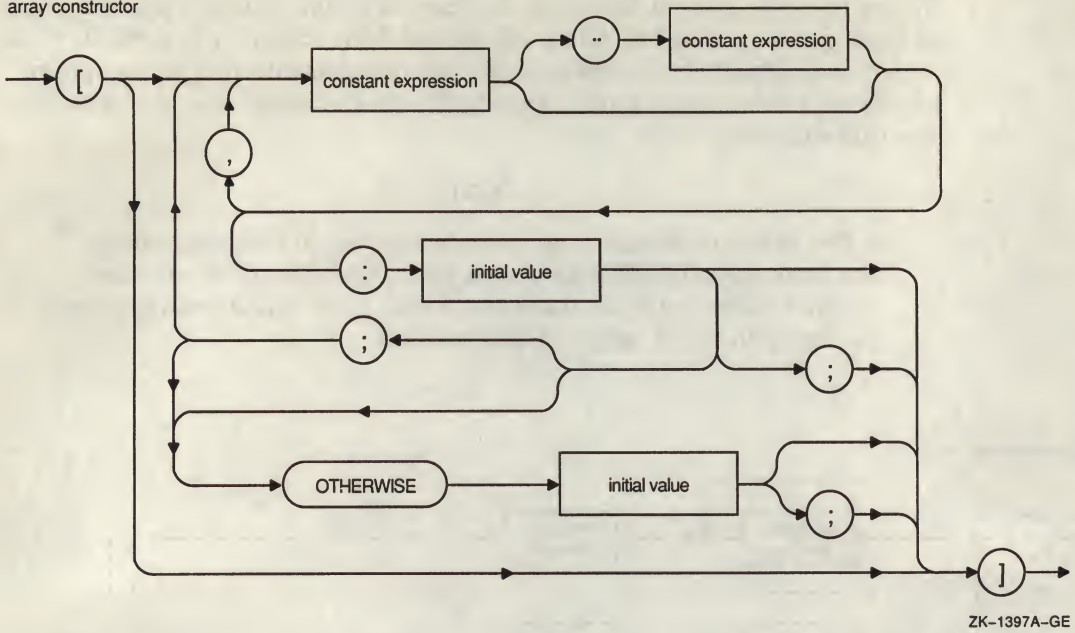 array constructor
[
constant expression
..
constant expression
,
:
initial value
;
;
OTHERWISE
initial value
;
]
ZK-1397A-GE